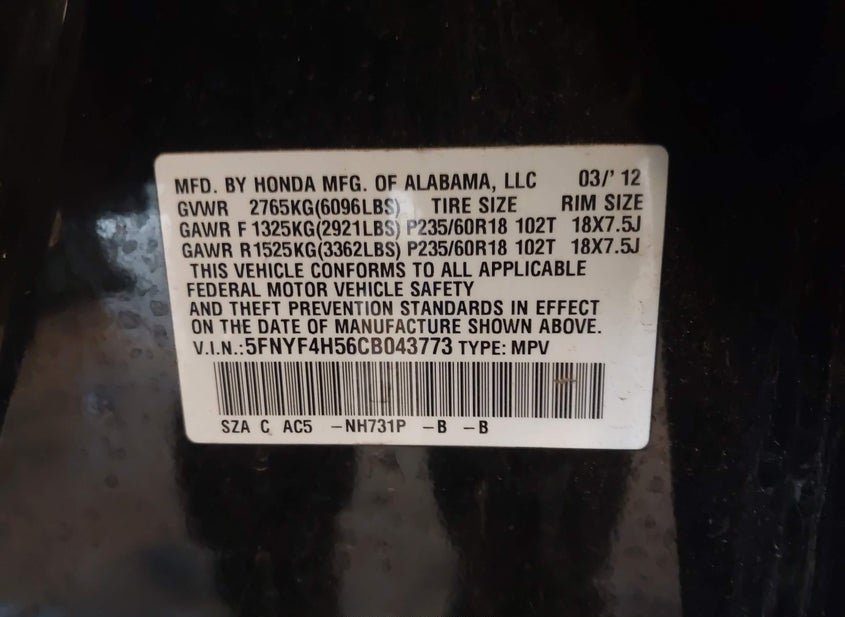 MFD. BY HONDA MFG. OF ALABAMA, LLC 03/' 12
GVWR 2765KG(6096LBS) TIRE SIZE RIM SIZE
GAWR F 1325KG(2921LBS) P235/60R18 102T 18X7.5J
GAWR R1525KG(3362LBS) P235/60R18 102T 18X7.5J
THIS VEHICLE CONFORMS TO ALL APPLICABLE
FEDERAL MOTOR VEHICLE SAFETY
AND THEFT PREVENTION STANDARDS IN EFFECT
ON THE DATE OF MANUFACTURE SHOWN ABOVE.
V.I.N.:5FNYF4H56CB043773 TYPE: MPV
SZA C AC5 -NH731P -B -B